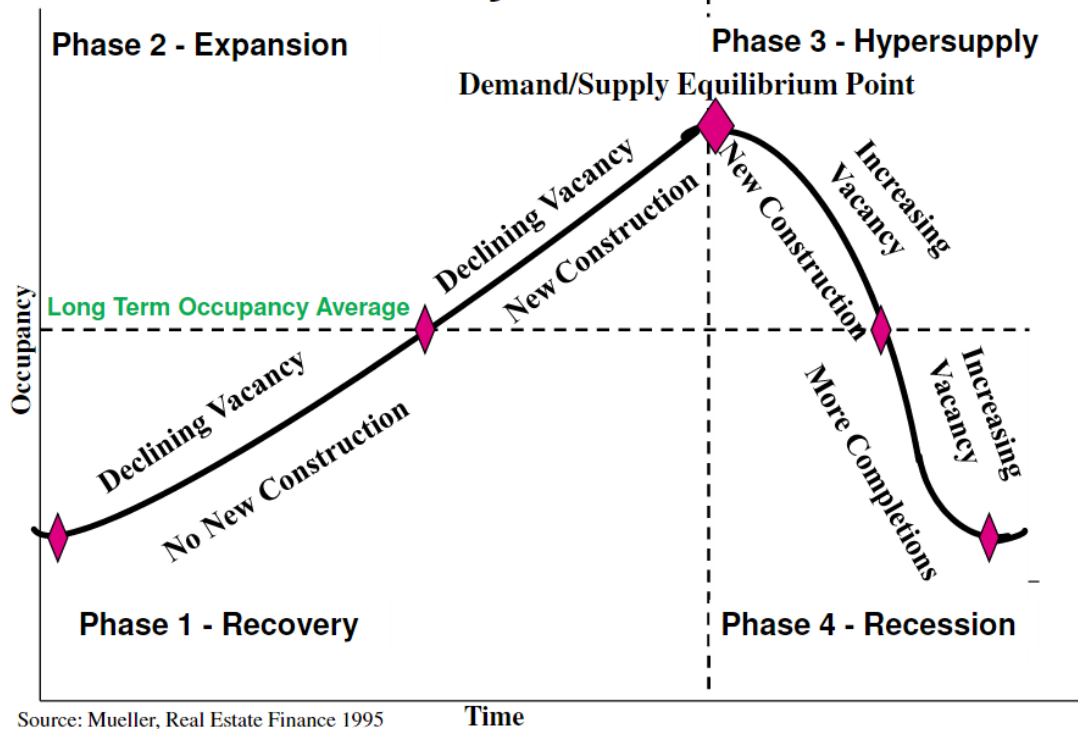 Phase 2 - Expansion
Phase 3 - Hypersupply
Demand/Supply Equilibrium Point
Declining Vacancy
New Construction
New Construction
Increasing
Vacancy
Long Term Occupancy Average
Occupancy
Declining Vacancy
No New Construction
More Completions
Increasing
Vacancy
Phase 1 - Recovery
Phase 4 - Recession
Source: Mueller, Real Estate Finance 1995
Time